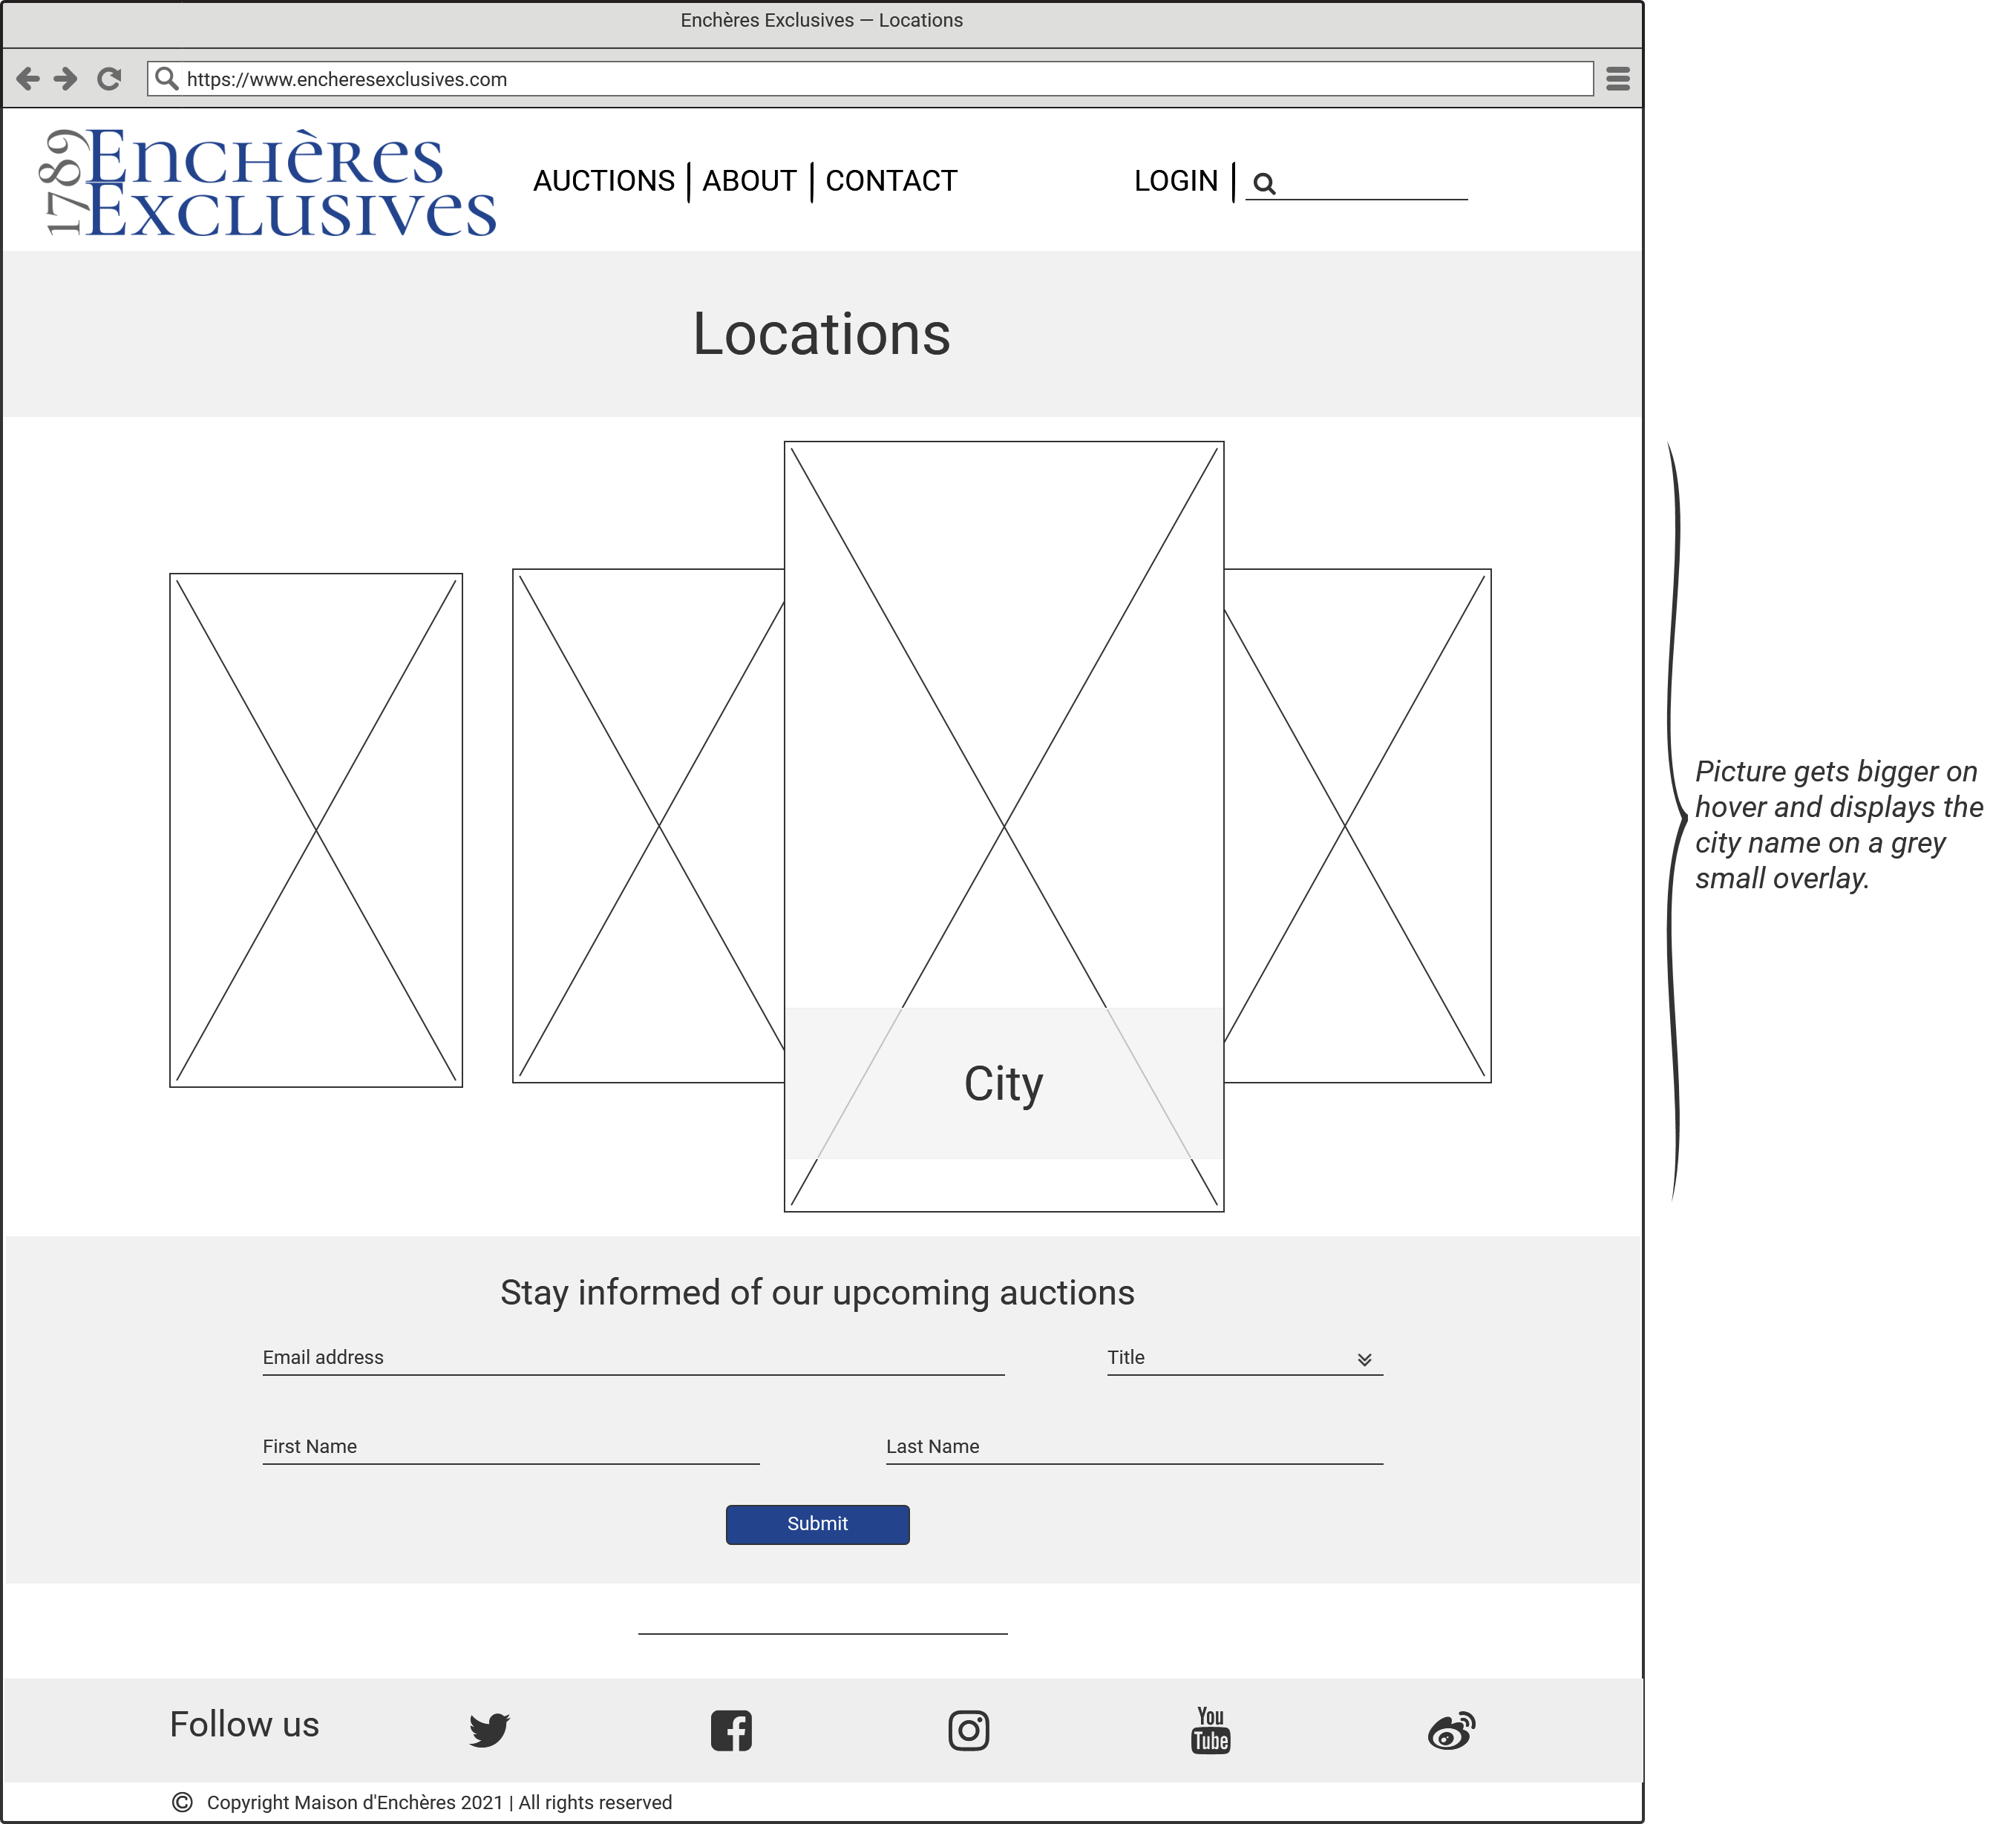 Enchères Exclusives — Locations
https://www.encheresexclusives.com
1789
Enchères
Exclusives
AUCTIONS | ABOUT | CONTACT
LOGIN |
Locations
City
Picture gets bigger on
hover and displays the
city name on a grey
small overlay.
Stay informed of our upcoming auctions
Email address
Title
First Name
Last Name
Submit
Follow us
You
Tube
© Copyright Maison d'Enchères 2021 | All rights reserved